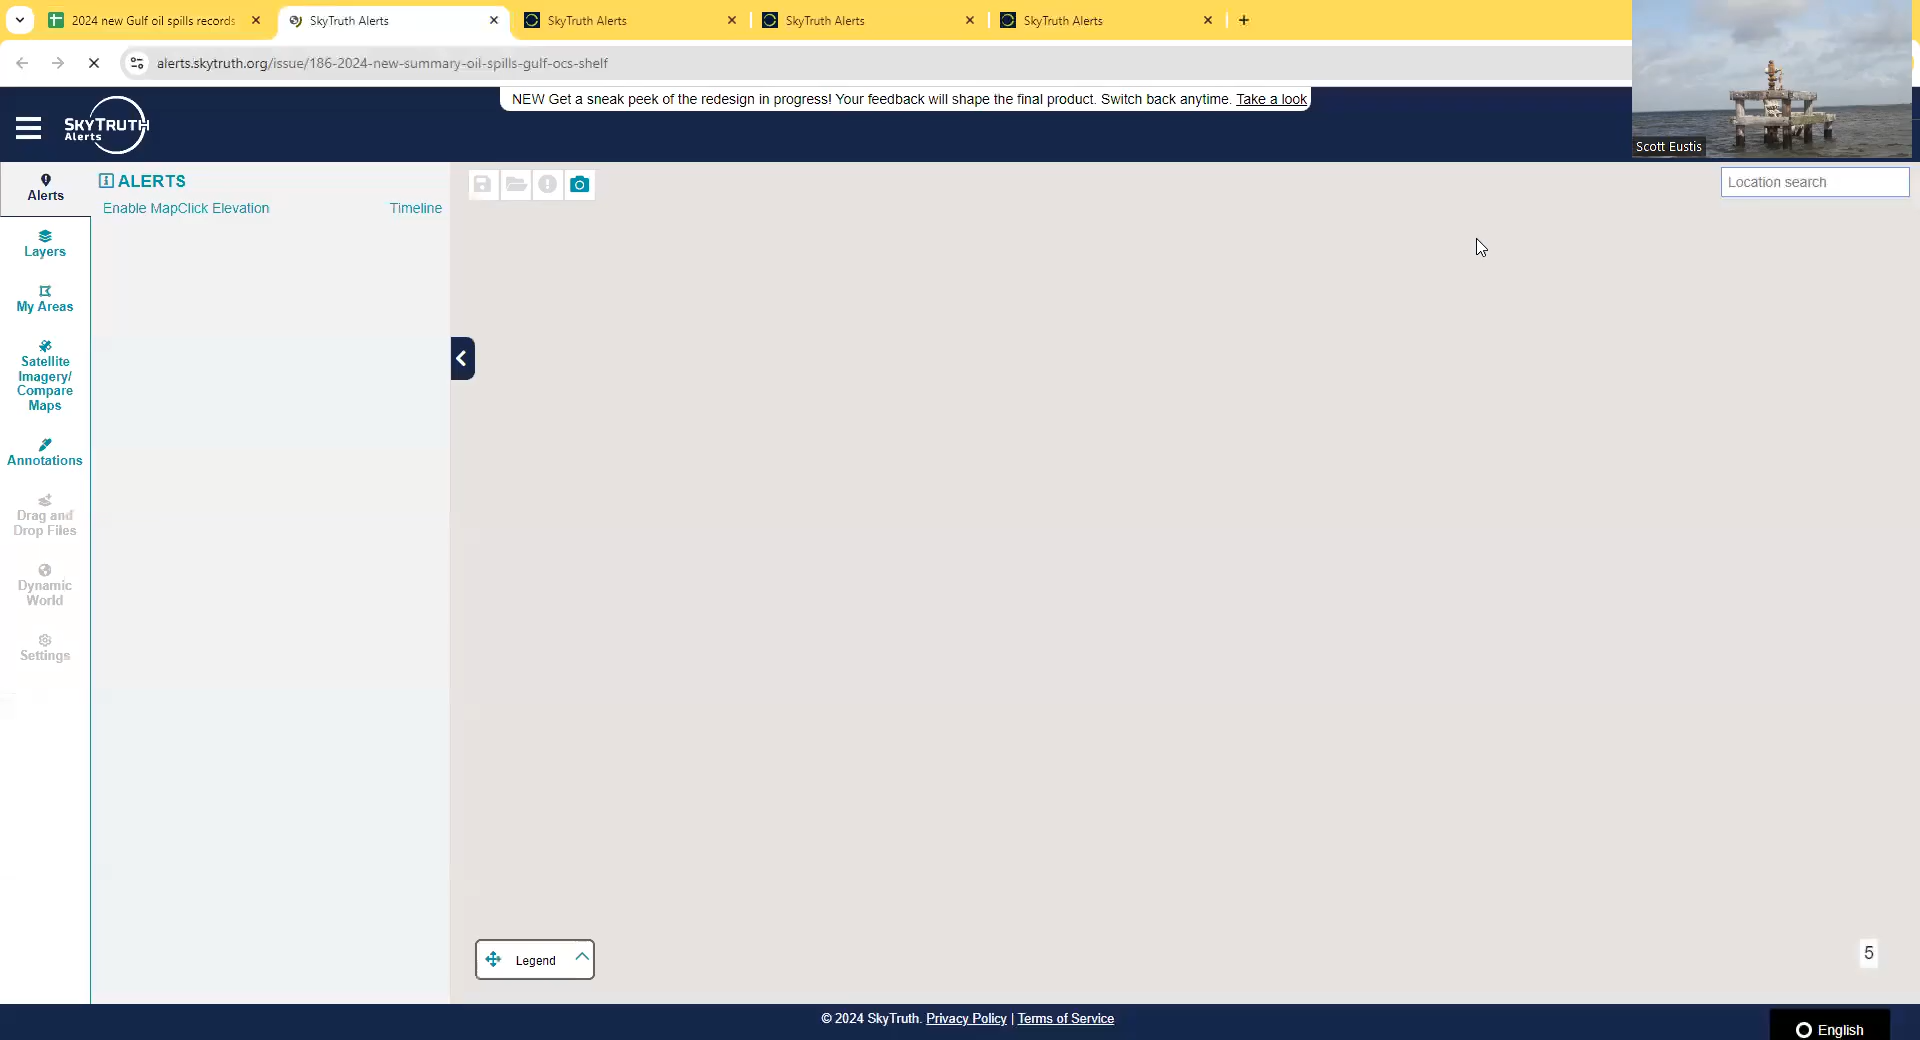 2024 new Gulf oil spills records
SkyTruth Alerts
SkyTruth Alerts
SkyTruth Alerts
SkyTruth Alerts
alerts.skytruth.org/issue/186-2024-new-summary-oil-spills-gulf-ocs-shelf
NEW Get a sneak peek of the redesign in progress! Your feedback will shape the final product. Switch back anytime. Take a look
SKYTRUTH
Alerts
Scott Eustis
Alerts
ALERTS
Enable MapClick Elevation
Timeline
Location search
Layers
My Areas
Satellite
Imagery/
Compare
Maps
Annotations
Drag and
Drop Files
Dynamic
World
Settings
Legend
5
© 2024 SkyTruth. Privacy Policy | Terms of Service
English